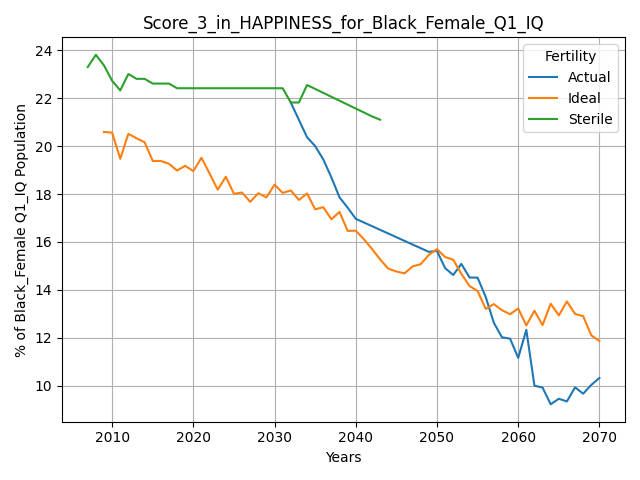 Score_3_in_HAPPINESS_for_Black_Female_Q1_IQ
Fertility
Actual
Ideal
Sterile
% of Black_Female Q1_IQ Population
24
22
20
18
16
14
12
10
2010 2020 2030 2040 2050 2060 2070
Years